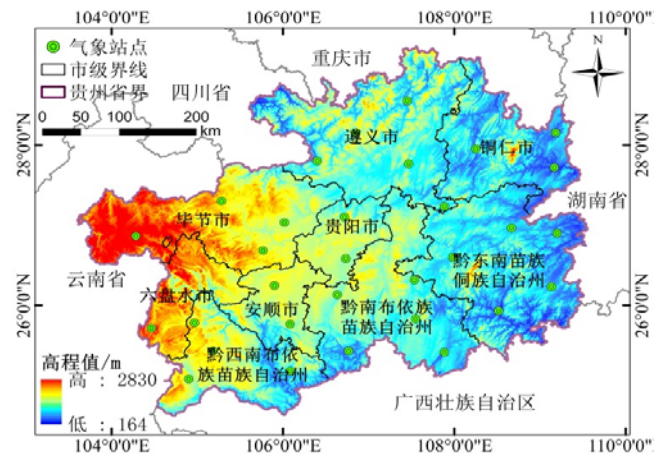 104°0'0"E
106°0'0"E
108°0'0"E
110°0'0"E
气象站点
市级界线
贵州省界
0 50 100 200
km
重庆市
四川省
N
28°0'0"N
28°0'0"N
遵义市
铜仁市
湖南省
毕节市
贵阳市
云南省
黔东南苗族
侗族自治州
26°0'0"N
26°0'0"N
六盘水市
安顺市
黔南布依族
苗族自治州
高程值/m
高 : 2830
低 : 164
黔西南布依
族苗族自治州
广西壮族自治区
104°0'0"E
106°0'0"E
108°0'0"E
110°0'0"E